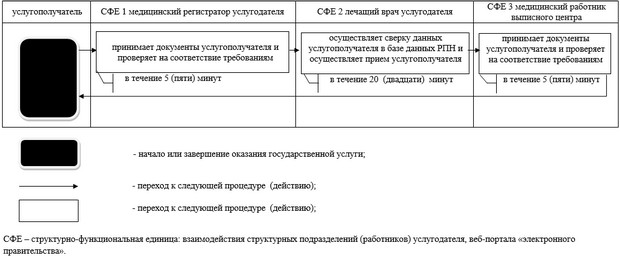 услугополучатель
СФЕ 1 медицинский регистратор услугодателя
СФЕ 2 лечащий врач услугодателя
СФЕ 3 медицинский работник
выписного центра
принимает документы услугополучателя и
проверяет на соответствие требованиям
в течение 5 (пяти) минут
осуществляет сверку данных
услугополучателя в базе данных РПН и
осуществляет прием услугополучателя
в течение 20 (двадцати) минут
принимает документы
услугополучателя и проверяет
на соответствие требованиям
в течение 5 (пяти) минут
- начало или завершение оказания государственной услуги;
- переход к следующей процедуре (действию);
- переход к следующей процедуре (действию);
СФЕ – структурно-функциональная единица: взаимодействия структурных подразделений (работников) услугодателя, веб-портала «электронного
правительства».